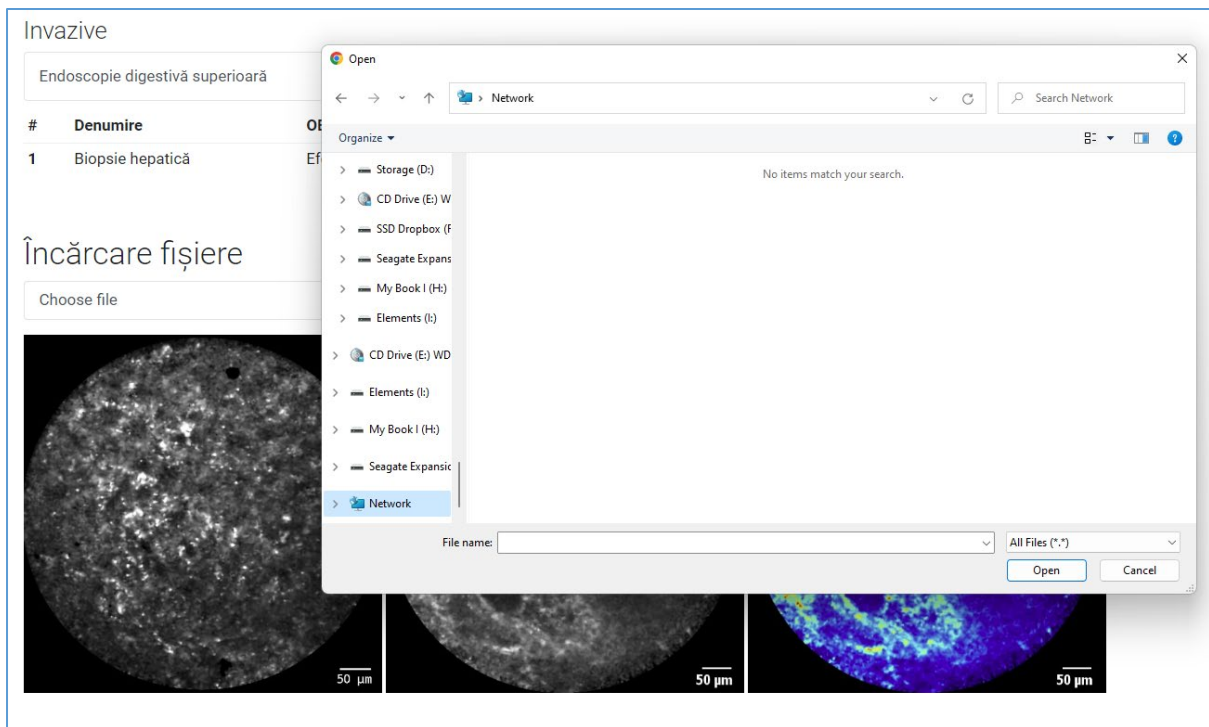 Invazive
Endoscopie digestivă superioară
# Denumire
1 Biopsie hepatică
Încărcare fișiere
Choose file
Open
Network
Search Network
Organize
Storage (D:)
CD Drive (E:) W
SSD Dropbox (F
Seagate Expans
My Book I (H:)
Elements (I:)
CD Drive (E:) WD
Elements (I:)
My Book I (H:)
Seagate Expansic
Network
No items match your search.
File name:
All Files (*.*)
Open Cancel
50 µm
50 µm
50 µm